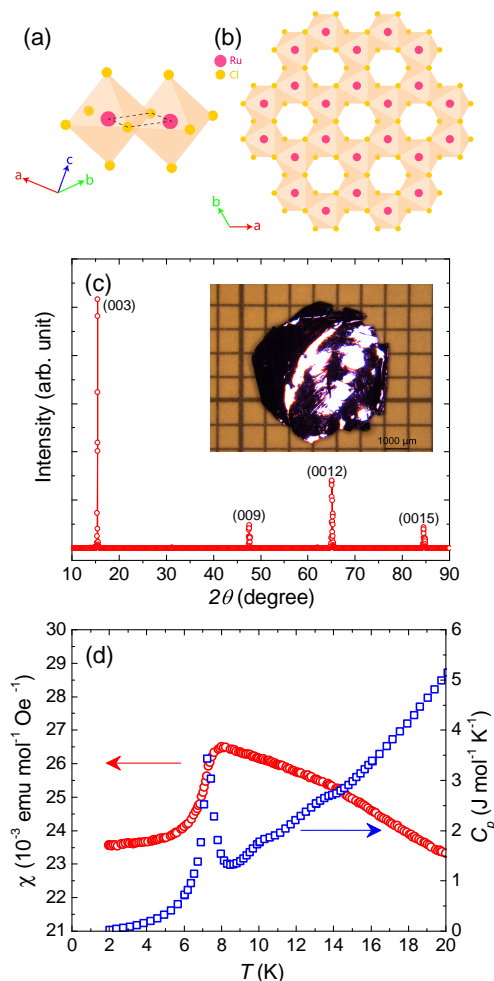 (a)
(b)
Ru
Cl
c
a
b
b
a
(c)
(003)
(009)
(0012)
(0015)
1000 µm
Intensity (arb. unit)
10 20 30 40 50 60 70 80 90
2θ (degree)
(d)
30
29
28
27
26
25
24
23
22
21
χ (10⁻³ emu mol⁻¹ Oe⁻¹)
6
5
4
3
2
1
0
Cₚ (J mol⁻¹ K⁻¹)
0 2 4 6 8 10 12 14 16 18 20
T (K)